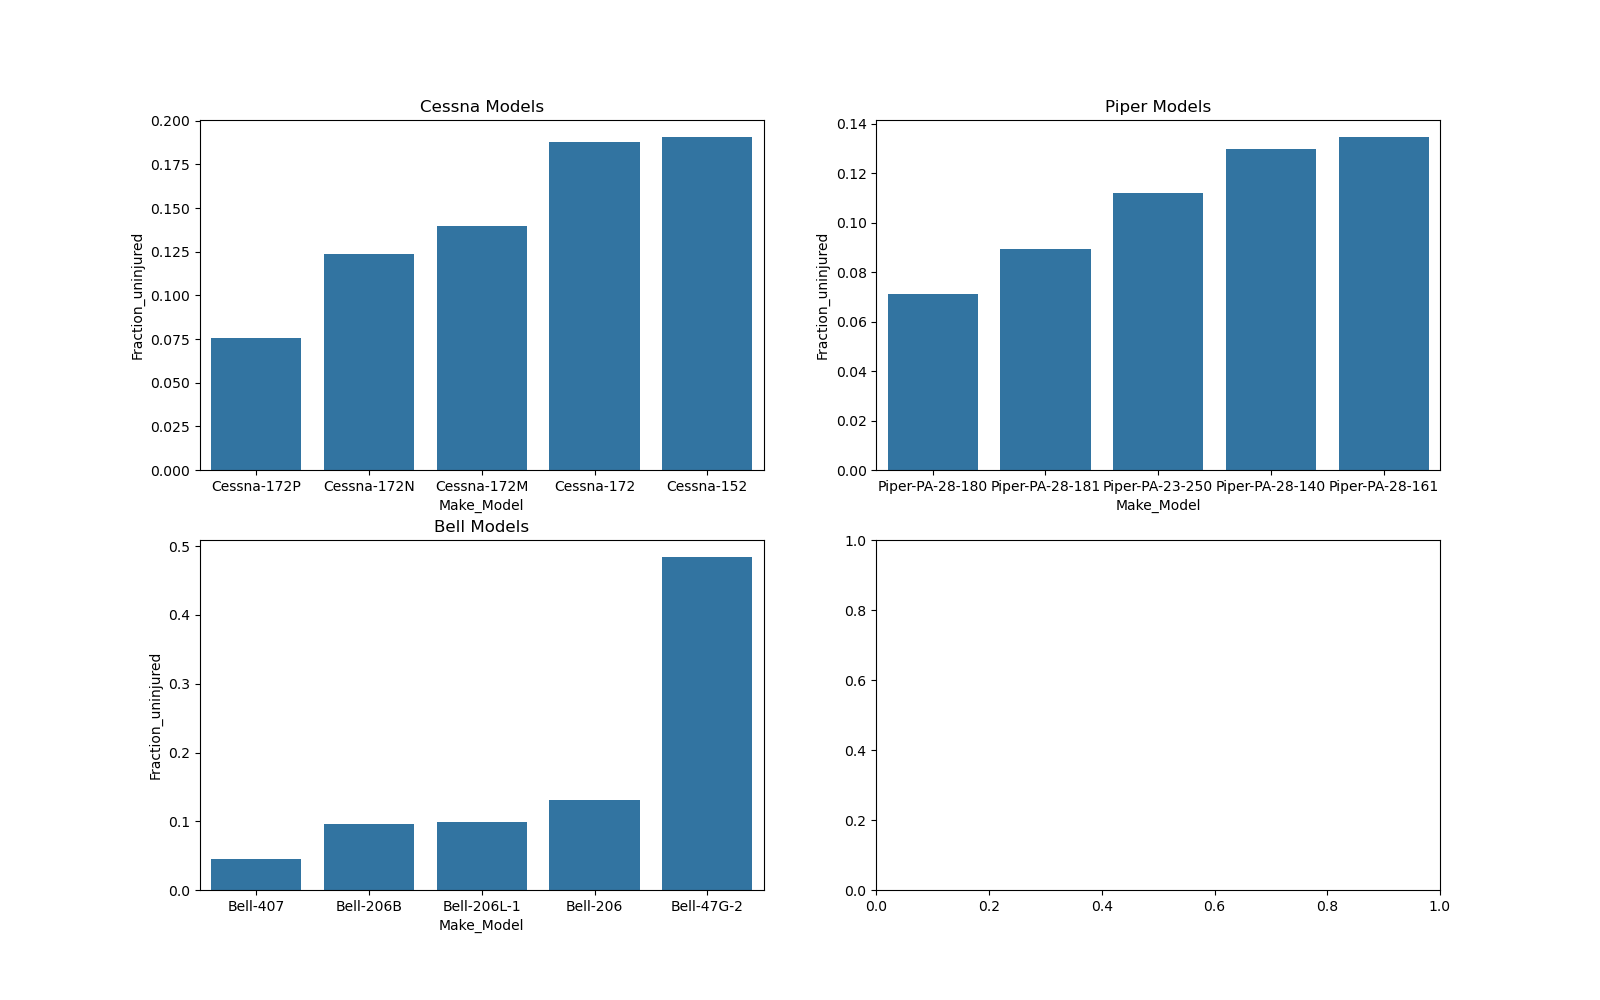 Cessna Models
0.200
0.175
0.150
0.125
0.100
0.075
0.050
0.025
0.000
Fraction_uninjured
Cessna-172P Cessna-172N Cessna-172M Cessna-172 Cessna-152
Make_Model
Piper Models
0.14
0.12
0.10
0.08
0.06
0.04
0.02
0.00
Fraction_uninjured
Piper-PA-28-180 Piper-PA-28-181 Piper-PA-23-250 Piper-PA-28-140 Piper-PA-28-161
Make_Model
Bell Models
0.5
0.4
0.3
0.2
0.1
0.0
Fraction_uninjured
Bell-407 Bell-206B Bell-206L-1 Bell-206 Bell-47G-2
Make_Model
1.0
0.8
0.6
0.4
0.2
0.0
0.0 0.2 0.4 0.6 0.8 1.0